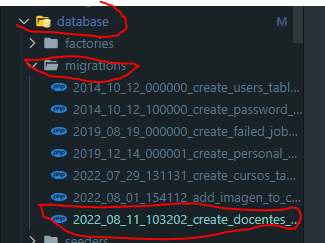 database M
factories
migrations
2014_10_12_000000_create_users_tabl...
2014_10_12_100000_create_password_...
2019_08_19_000000_create_failed_job...
2019_12_14_000001_create_personal_...
2022_07_29_131131_create_cursos_ta...
2022_08_01_154112_add_imagen_to_c...
2022_08_11_103202_create_docentes_...
seeders